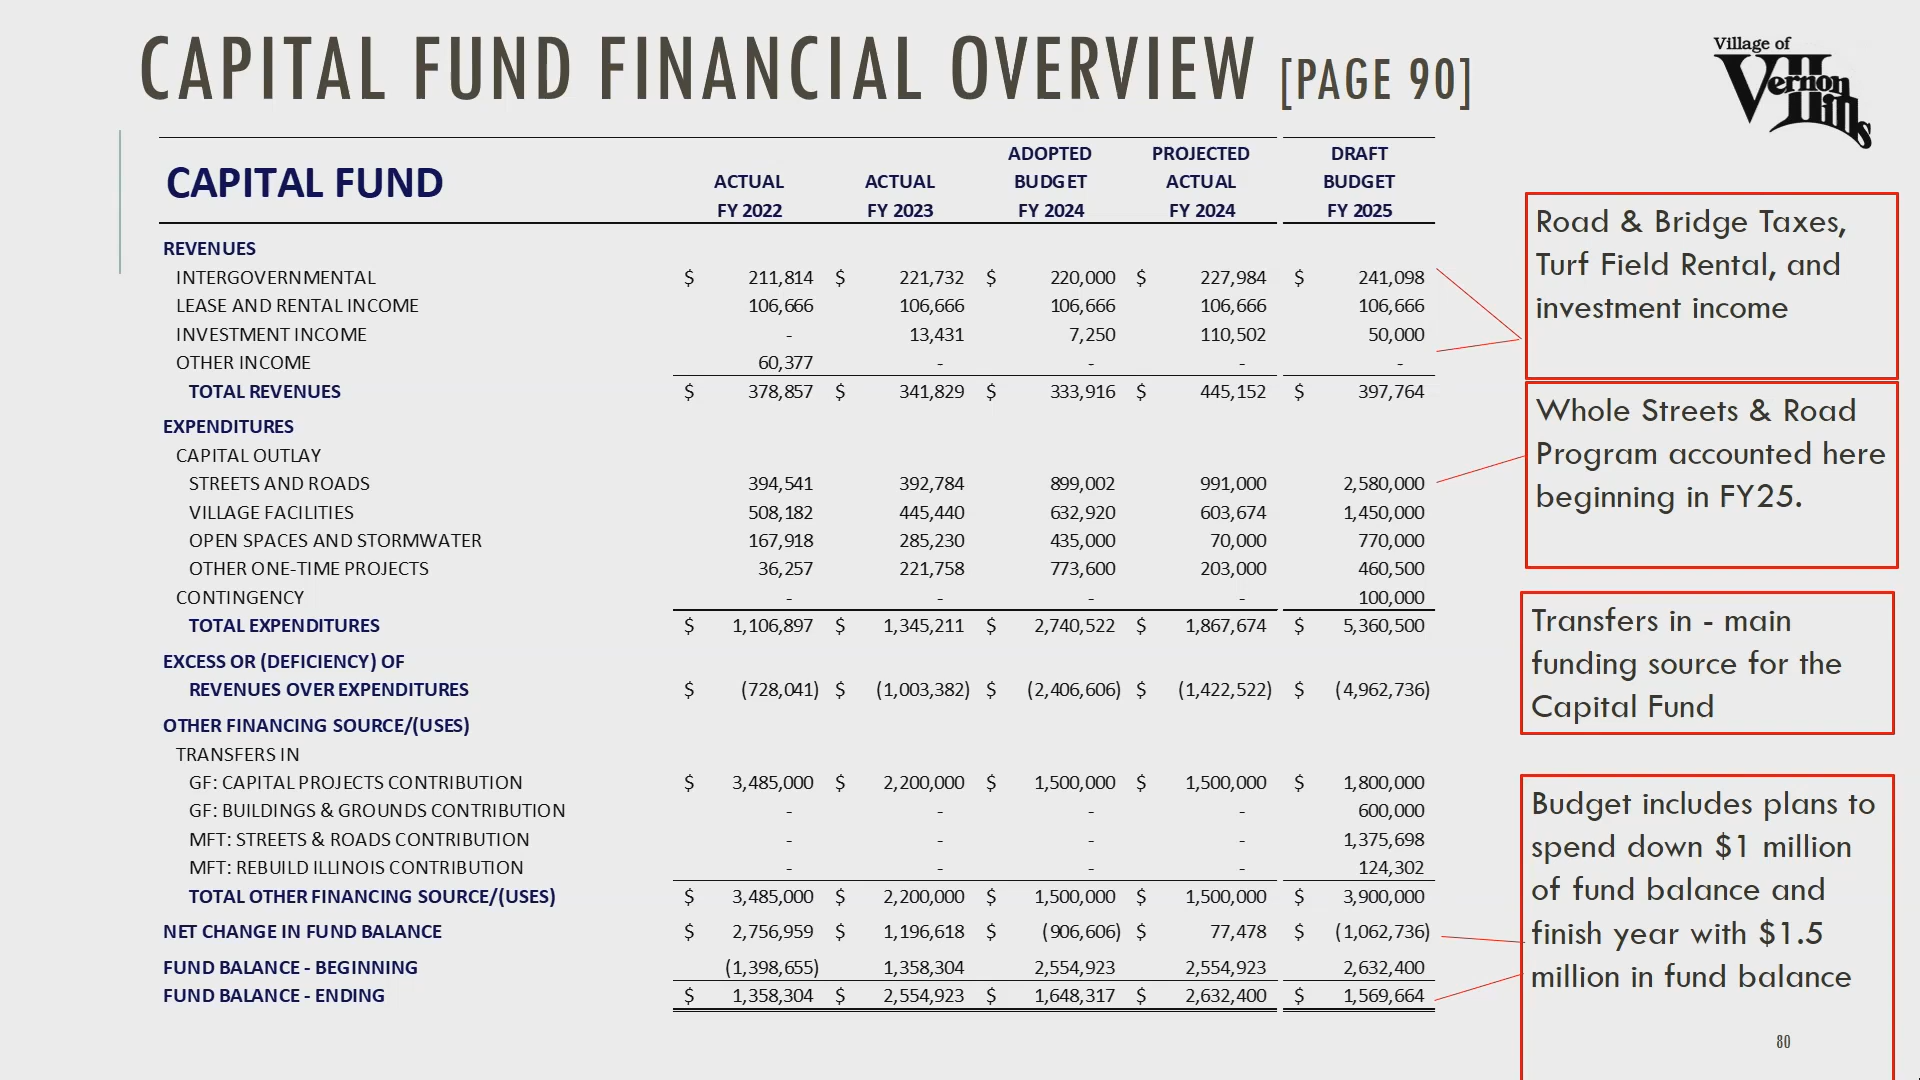 CAPITAL FUND FINANCIAL OVERVIEW [PAGE 90]
Village of
Vernon
Hills
CAPITAL FUND
ADOPTED PROJECTED DRAFT
ACTUAL ACTUAL BUDGET ACTUAL BUDGET
FY 2022 FY 2023 FY 2024 FY 2024 FY 2025
REVENUES
INTERGOVERNMENTAL $ 211,814 $ 221,732 $ 220,000 $ 227,984 $ 241,098
LEASE AND RENTAL INCOME 106,666 106,666 106,666 106,666 106,666
INVESTMENT INCOME - 13,431 7,250 110,502 50,000
OTHER INCOME 60,377 - - - -
TOTAL REVENUES $ 378,857 $ 341,829 $ 333,916 $ 445,152 $ 397,764
EXPENDITURES
CAPITAL OUTLAY
STREETS AND ROADS 394,541 392,784 899,002 991,000 2,580,000
VILLAGE FACILITIES 508,182 445,440 632,920 603,674 1,450,000
OPEN SPACES AND STORMWATER 167,918 285,230 435,000 70,000 770,000
OTHER ONE-TIME PROJECTS 36,257 221,758 773,600 203,000 460,500
CONTINGENCY - - - - 100,000
TOTAL EXPENDITURES $ 1,106,897 $ 1,345,211 $ 2,740,522 $ 1,867,674 $ 5,360,500
EXCESS OR (DEFICIENCY) OF
REVENUES OVER EXPENDITURES $ (728,041) $ (1,003,382) $ (2,406,606) $ (1,422,522) $ (4,962,736)
OTHER FINANCING SOURCE/(USES)
TRANSFERS IN
GF: CAPITAL PROJECTS CONTRIBUTION $ 3,485,000 $ 2,200,000 $ 1,500,000 $ 1,500,000 $ 1,800,000
GF: BUILDINGS & GROUNDS CONTRIBUTION - - - - 600,000
MFT: STREETS & ROADS CONTRIBUTION - - - - 1,375,698
MFT: REBUILD ILLINOIS CONTRIBUTION - - - - 124,302
TOTAL OTHER FINANCING SOURCE/(USES) $ 3,485,000 $ 2,200,000 $ 1,500,000 $ 1,500,000 $ 3,900,000
NET CHANGE IN FUND BALANCE $ 2,756,959 $ 1,196,618 $ (906,606) $ 77,478 $ (1,062,736)
FUND BALANCE - BEGINNING (1,398,655) 1,358,304 2,554,923 2,554,923 2,632,400
FUND BALANCE - ENDING $ 1,358,304 $ 2,554,923 $ 1,648,317 $ 2,632,400 $ 1,569,664
Road & Bridge Taxes,
Turf Field Rental, and
investment income
Whole Streets & Road
Program accounted here
beginning in FY25.
Transfers in - main
funding source for the
Capital Fund
Budget includes plans to
spend down $1 million
of fund balance and
finish year with $1.5
million in fund balance
80